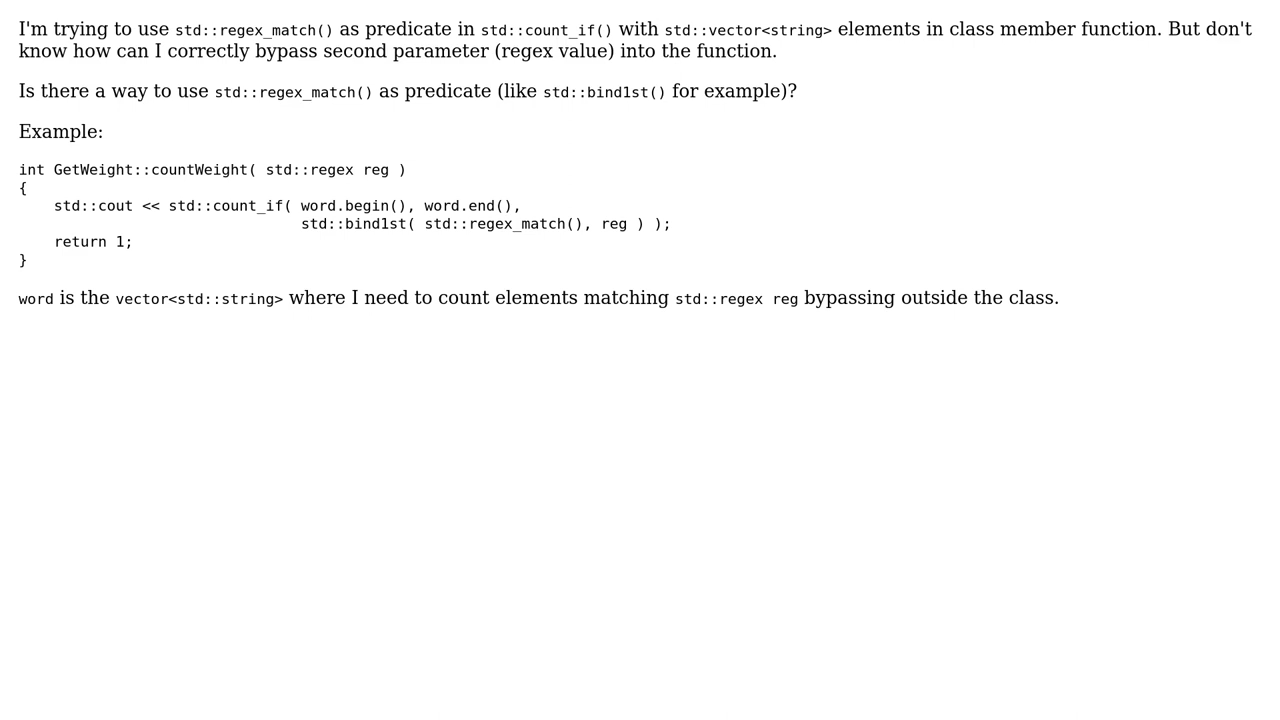 I'm trying to use std::regex_match() as predicate in std::count_if() with std::vector<string> elements in class member function. But don't
know how can I correctly bypass second parameter (regex value) into the function.
Is there a way to use std::regex_match() as predicate (like std::bind1st() for example)?
Example:
int GetWeight::countWeight( std::regex reg )
{
    std::cout << std::count_if( word.begin(), word.end(),
                                std::bind1st( std::regex_match(), reg ) );
    return 1;
}
word is the vector<std::string> where I need to count elements matching std::regex reg bypassing outside the class.